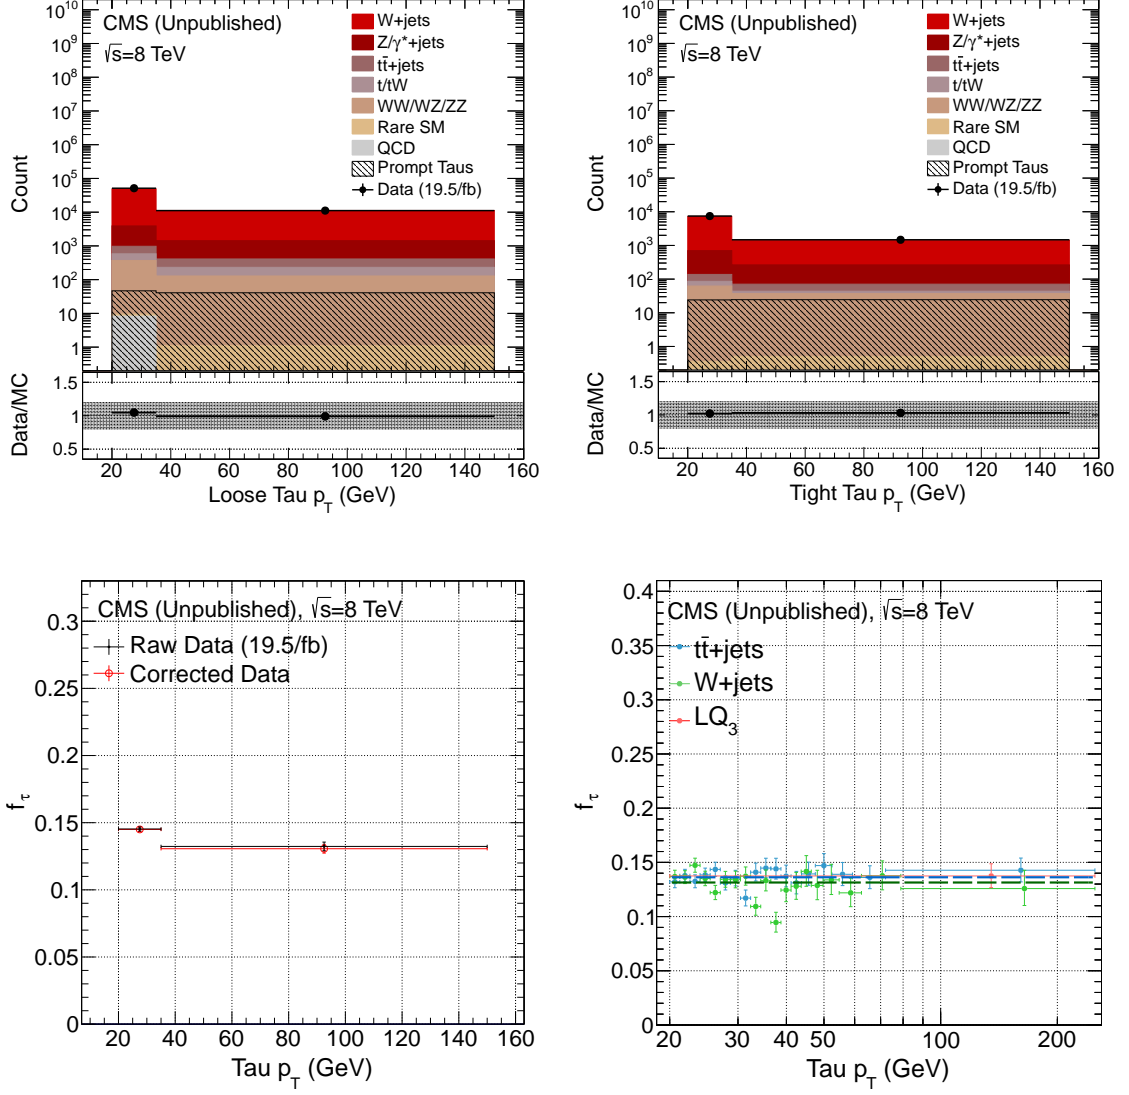 CMS (Unpublished)
√s=8 TeV
W+jets
Z/γ*+jets
tt̄+jets
t/tW
WW/WZ/ZZ
Rare SM
QCD
Prompt Taus
Data (19.5/fb)
Count
10^10
10^9
10^8
10^7
10^6
10^5
10^4
10^3
10^2
10
1
Data/MC
1.5
1
0.5
20 40 60 80 100 120 140 160
Loose Tau p_T (GeV)
CMS (Unpublished)
√s=8 TeV
W+jets
Z/γ*+jets
tt̄+jets
t/tW
WW/WZ/ZZ
Rare SM
QCD
Prompt Taus
Data (19.5/fb)
Count
10^10
10^9
10^8
10^7
10^6
10^5
10^4
10^3
10^2
10
1
Data/MC
1.5
1
0.5
20 40 60 80 100 120 140 160
Tight Tau p_T (GeV)
CMS (Unpublished), √s=8 TeV
Raw Data (19.5/fb)
Corrected Data
f_τ
0.3
0.25
0.2
0.15
0.1
0.05
0
20 40 60 80 100 120 140 160
Tau p_T (GeV)
CMS (Unpublished), √s=8 TeV
tt̄+jets
W+jets
LQ_3
f_τ
0.4
0.35
0.3
0.25
0.2
0.15
0.1
0.05
0
20 30 40 50 100 200
Tau p_T (GeV)